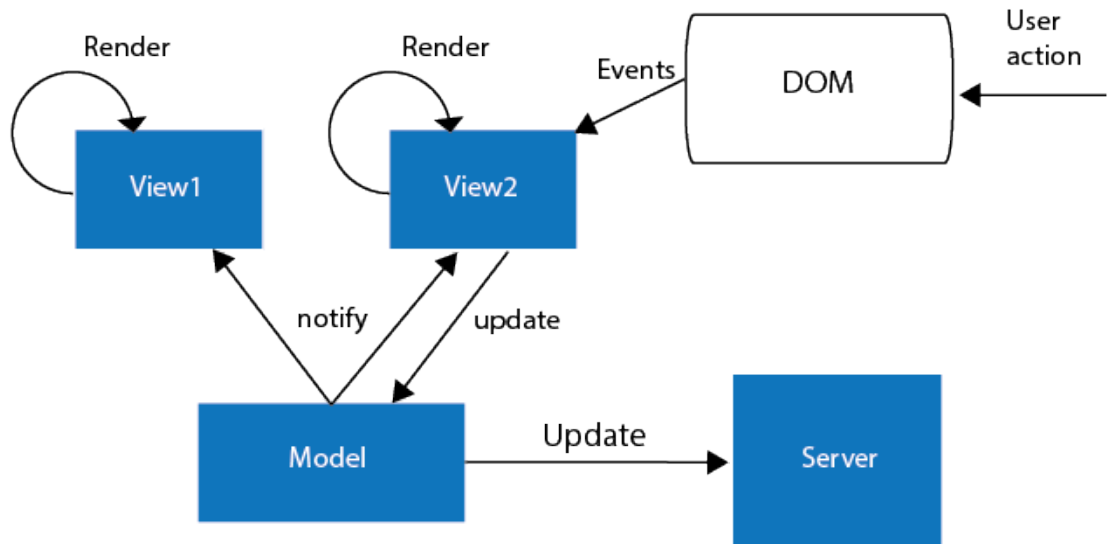 Render
Render
User
action
Events
DOM
View1
View2
notify
update
Model
Update
Server